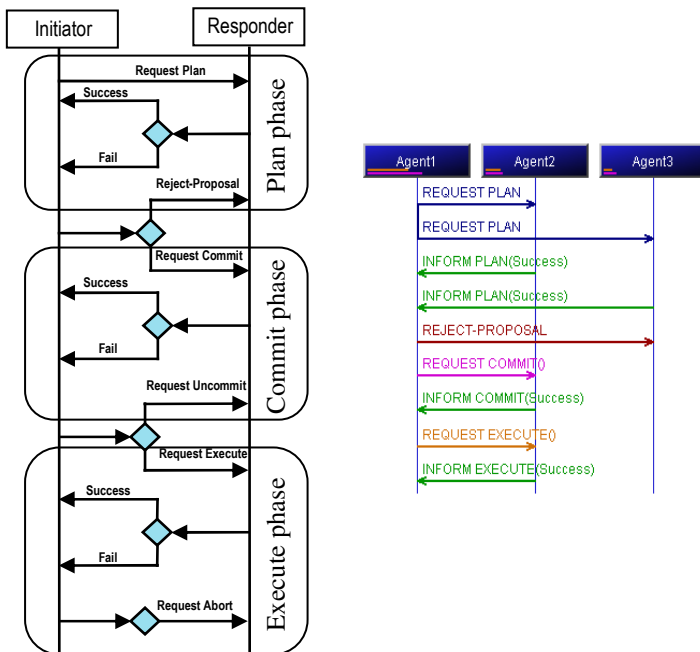 Initiator
Responder
Request Plan
Success
Fail
Plan phase
Reject-Proposal
Request Commit
Success
Fail
Commit phase
Request Uncommit
Request Execute
Success
Fail
Execute phase
Request Abort
Agent1
Agent2
Agent3
REQUEST PLAN
REQUEST PLAN
INFORM PLAN(Success)
INFORM PLAN(Success)
REJECT-PROPOSAL
REQUEST COMMIT()
INFORM COMMIT(Success)
REQUEST EXECUTE()
INFORM EXECUTE(Success)